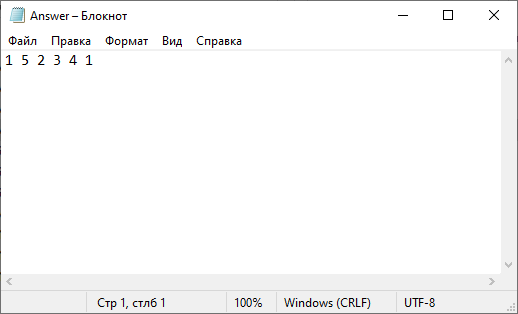 Answer – Блокнот
Файл Правка Формат Вид Справка
1 5 2 3 4 1
Стр 1, стлб 1 100% Windows (CRLF) UTF-8